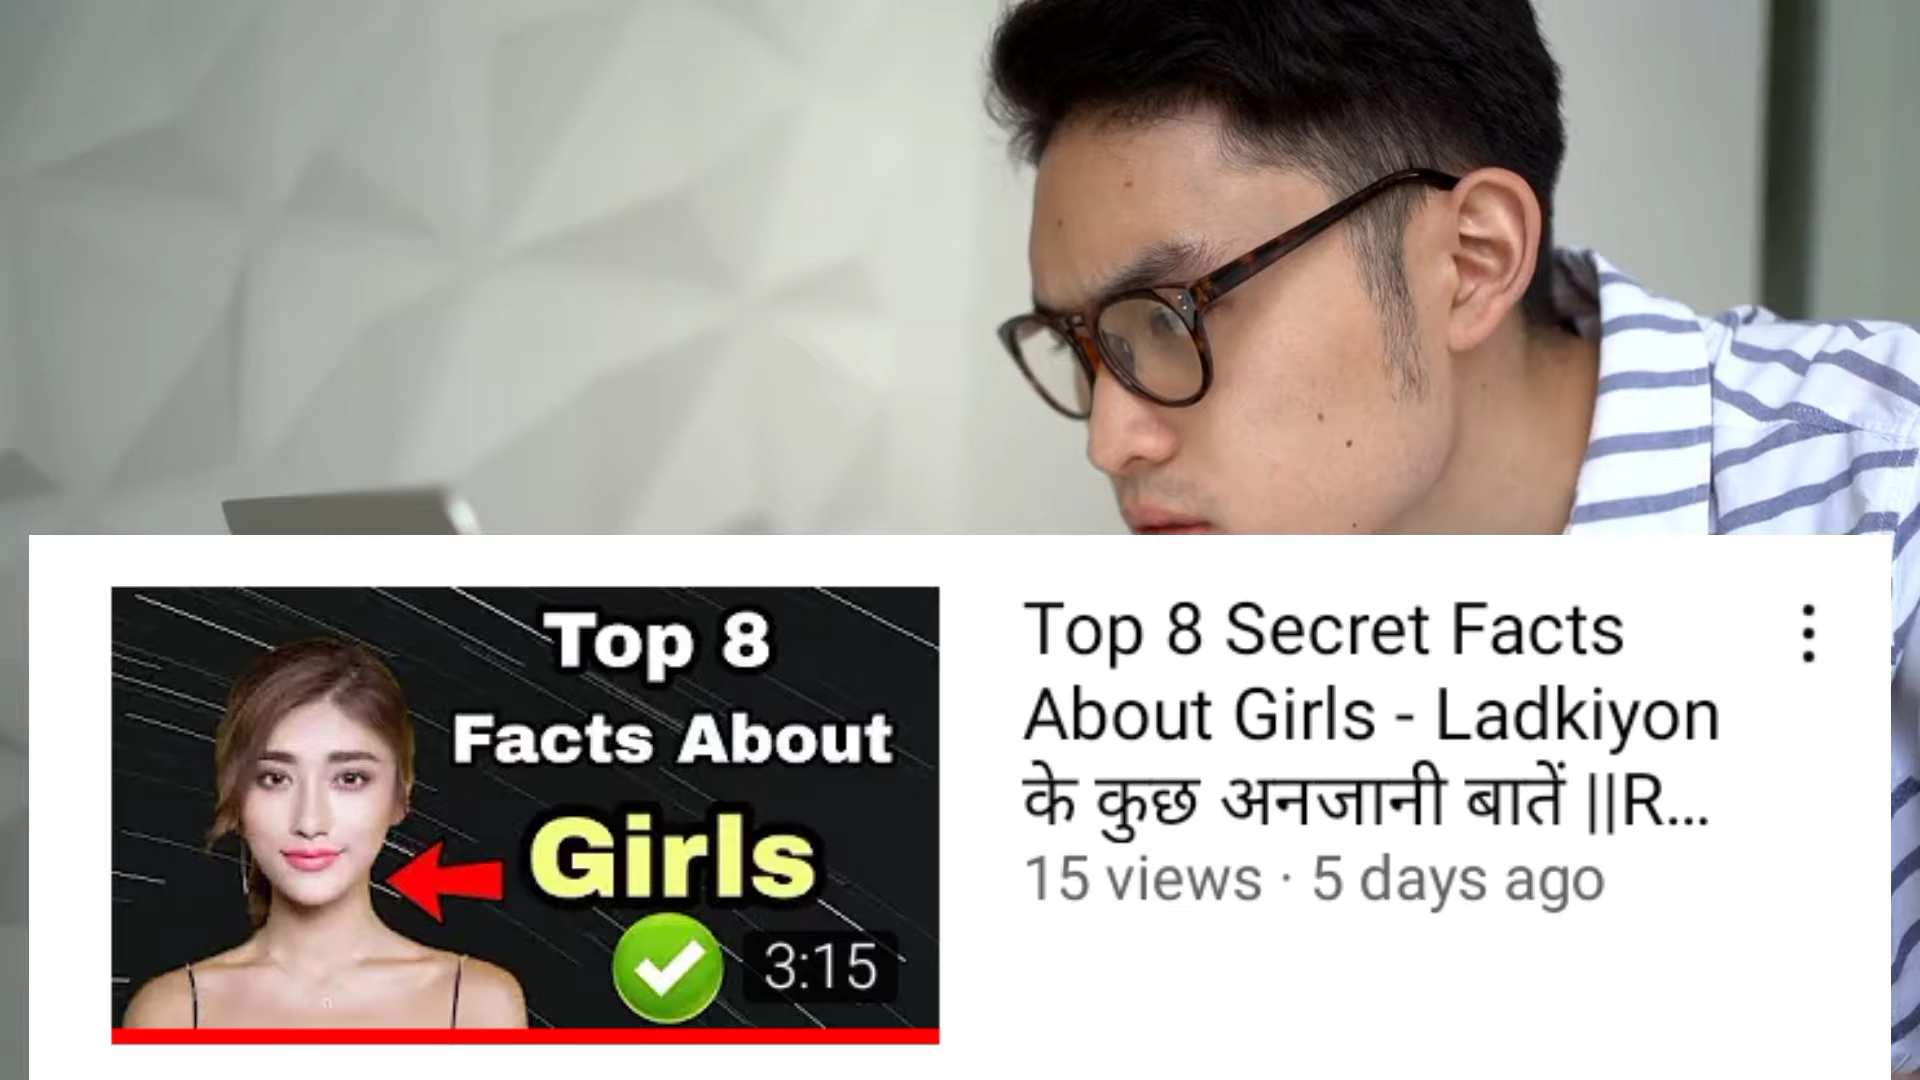 Top 8
Facts About
Girls
3:15
Top 8 Secret Facts
About Girls - Ladkiyon
के कुछ अनजानी बातें ||R...
15 views · 5 days ago